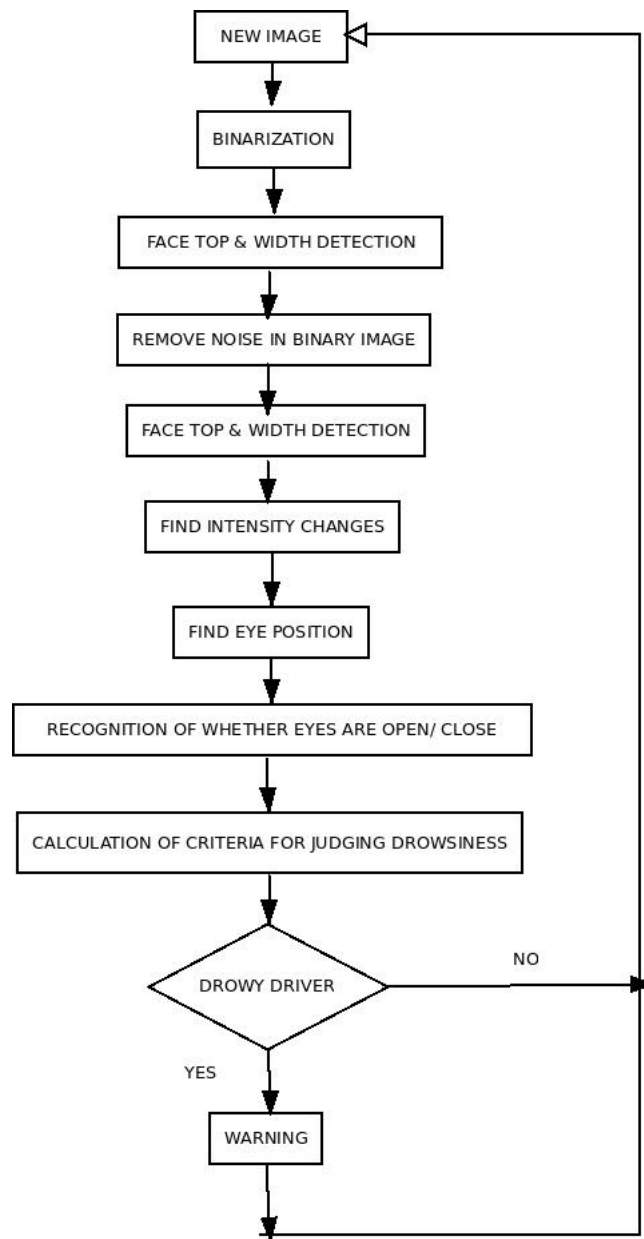 NEW IMAGE
BINARIZATION
FACE TOP & WIDTH DETECTION
REMOVE NOISE IN BINARY IMAGE
FACE TOP & WIDTH DETECTION
FIND INTENSITY CHANGES
FIND EYE POSITION
RECOGNITION OF WHETHER EYES ARE OPEN/ CLOSE
CALCULATION OF CRITERIA FOR JUDGING DROWSINESS
DROWY DRIVER
NO
YES
WARNING